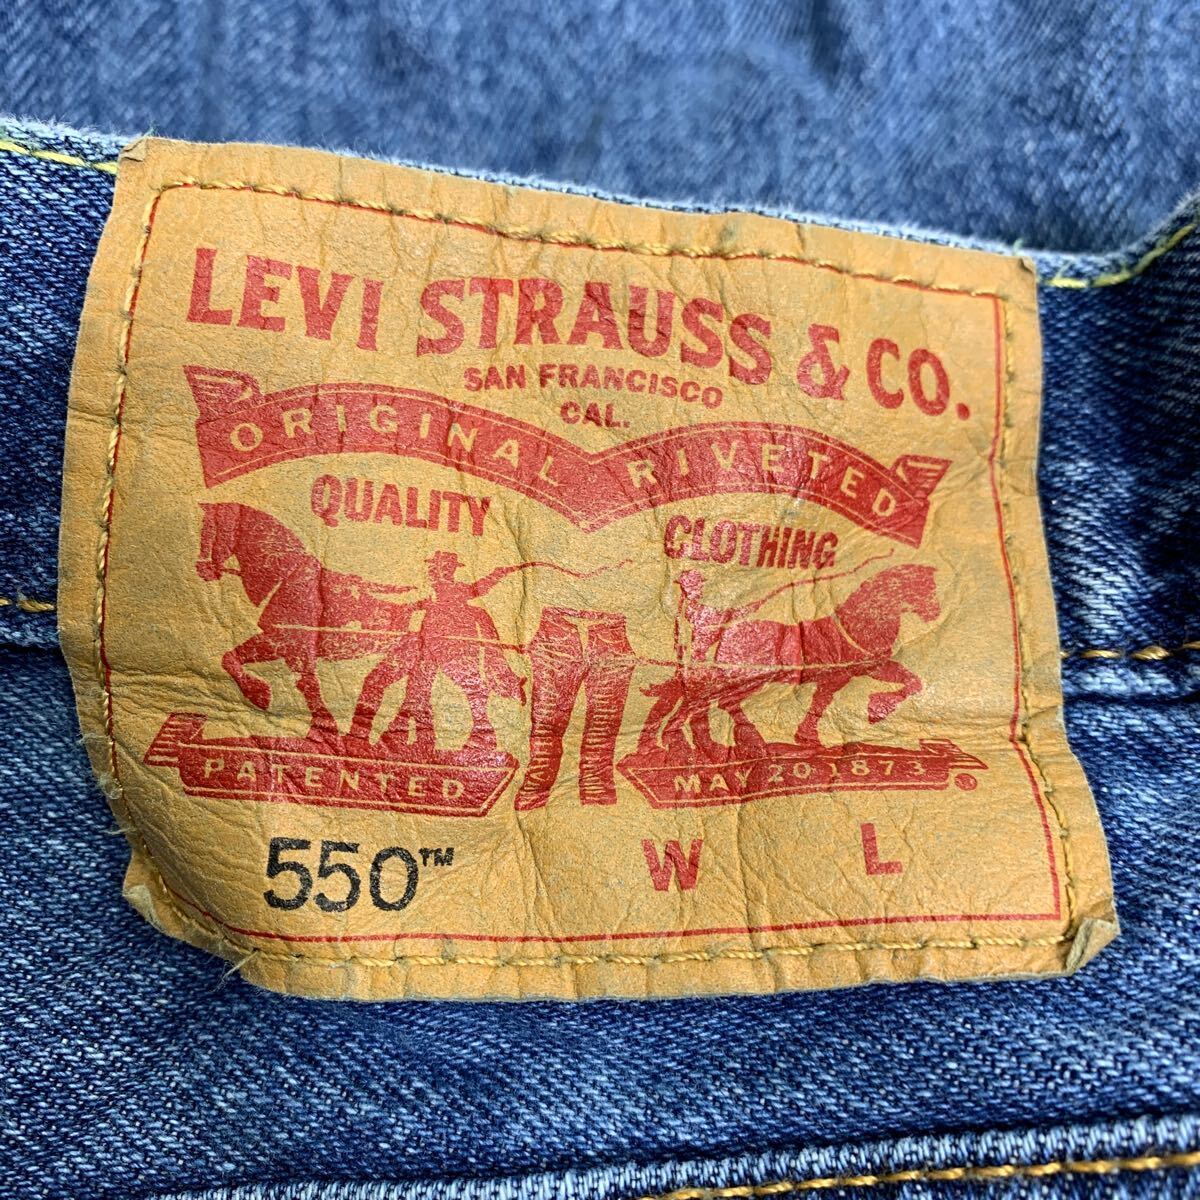 LEVI STRAUSS & CO.
SAN FRANCISCO
CAL.
ORIGINAL RIVETED
QUALITY CLOTHING
PATENTED MAY 20 1873 ®
550™ W L